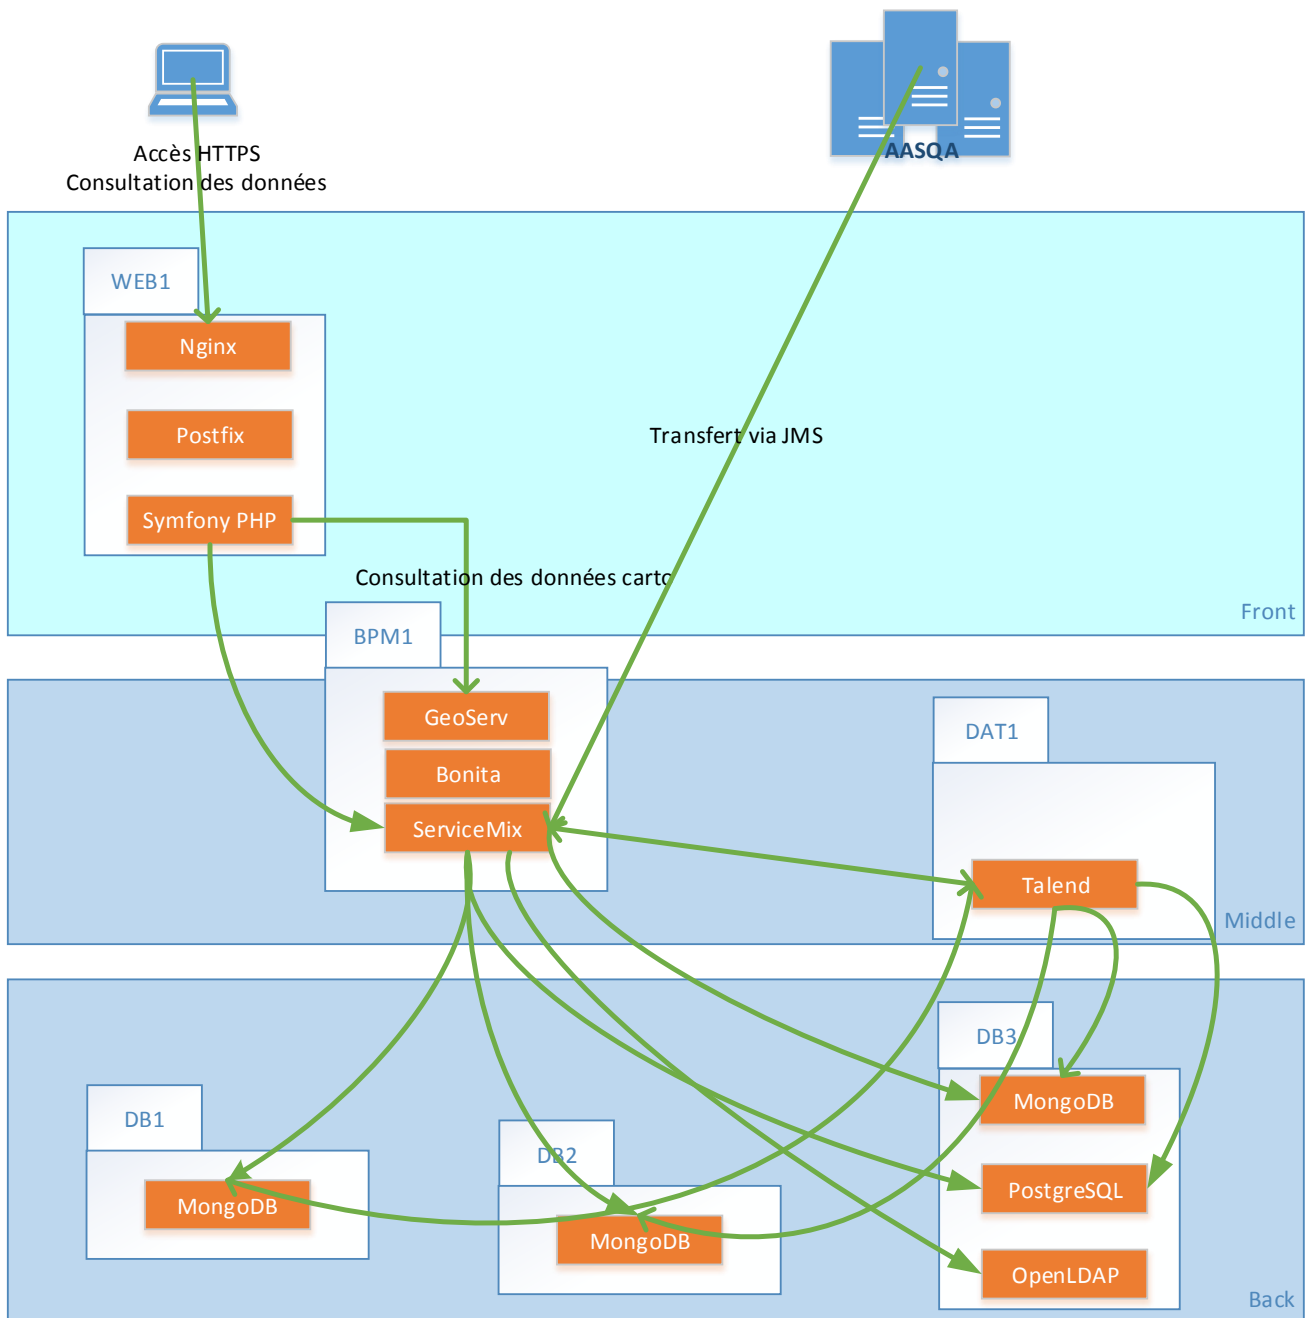 Accès HTTPS
Consultation des données
AASQA
WEB1
Nginx
Postfix
Symfony PHP
Transfert via JMS
Consultation des données carto
Front
BPM1
GeoServ
Bonita
ServiceMix
DAT1
Talend
Middle
DB1
MongoDB
DB2
MongoDB
DB3
MongoDB
PostgreSQL
OpenLDAP
Back